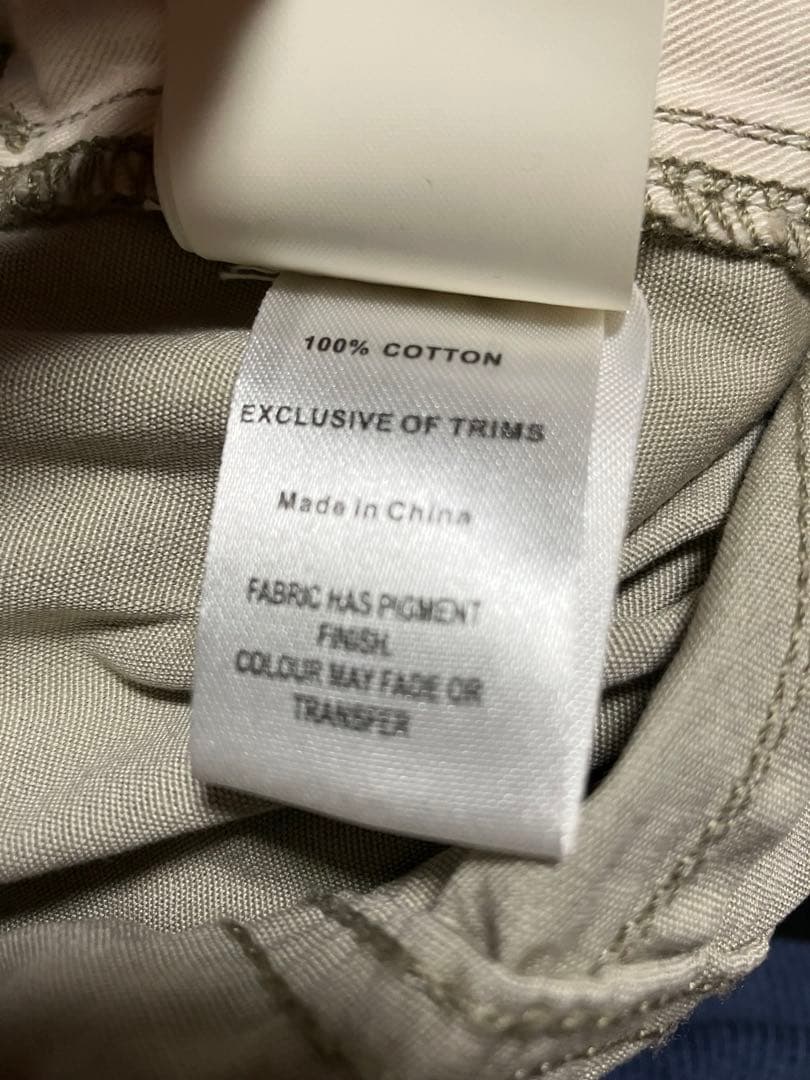 100% COTTON
EXCLUSIVE OF TRIMS
Made in China
FABRIC HAS PIGMENT
FINISH.
COLOUR MAY FADE OR
TRANSFER